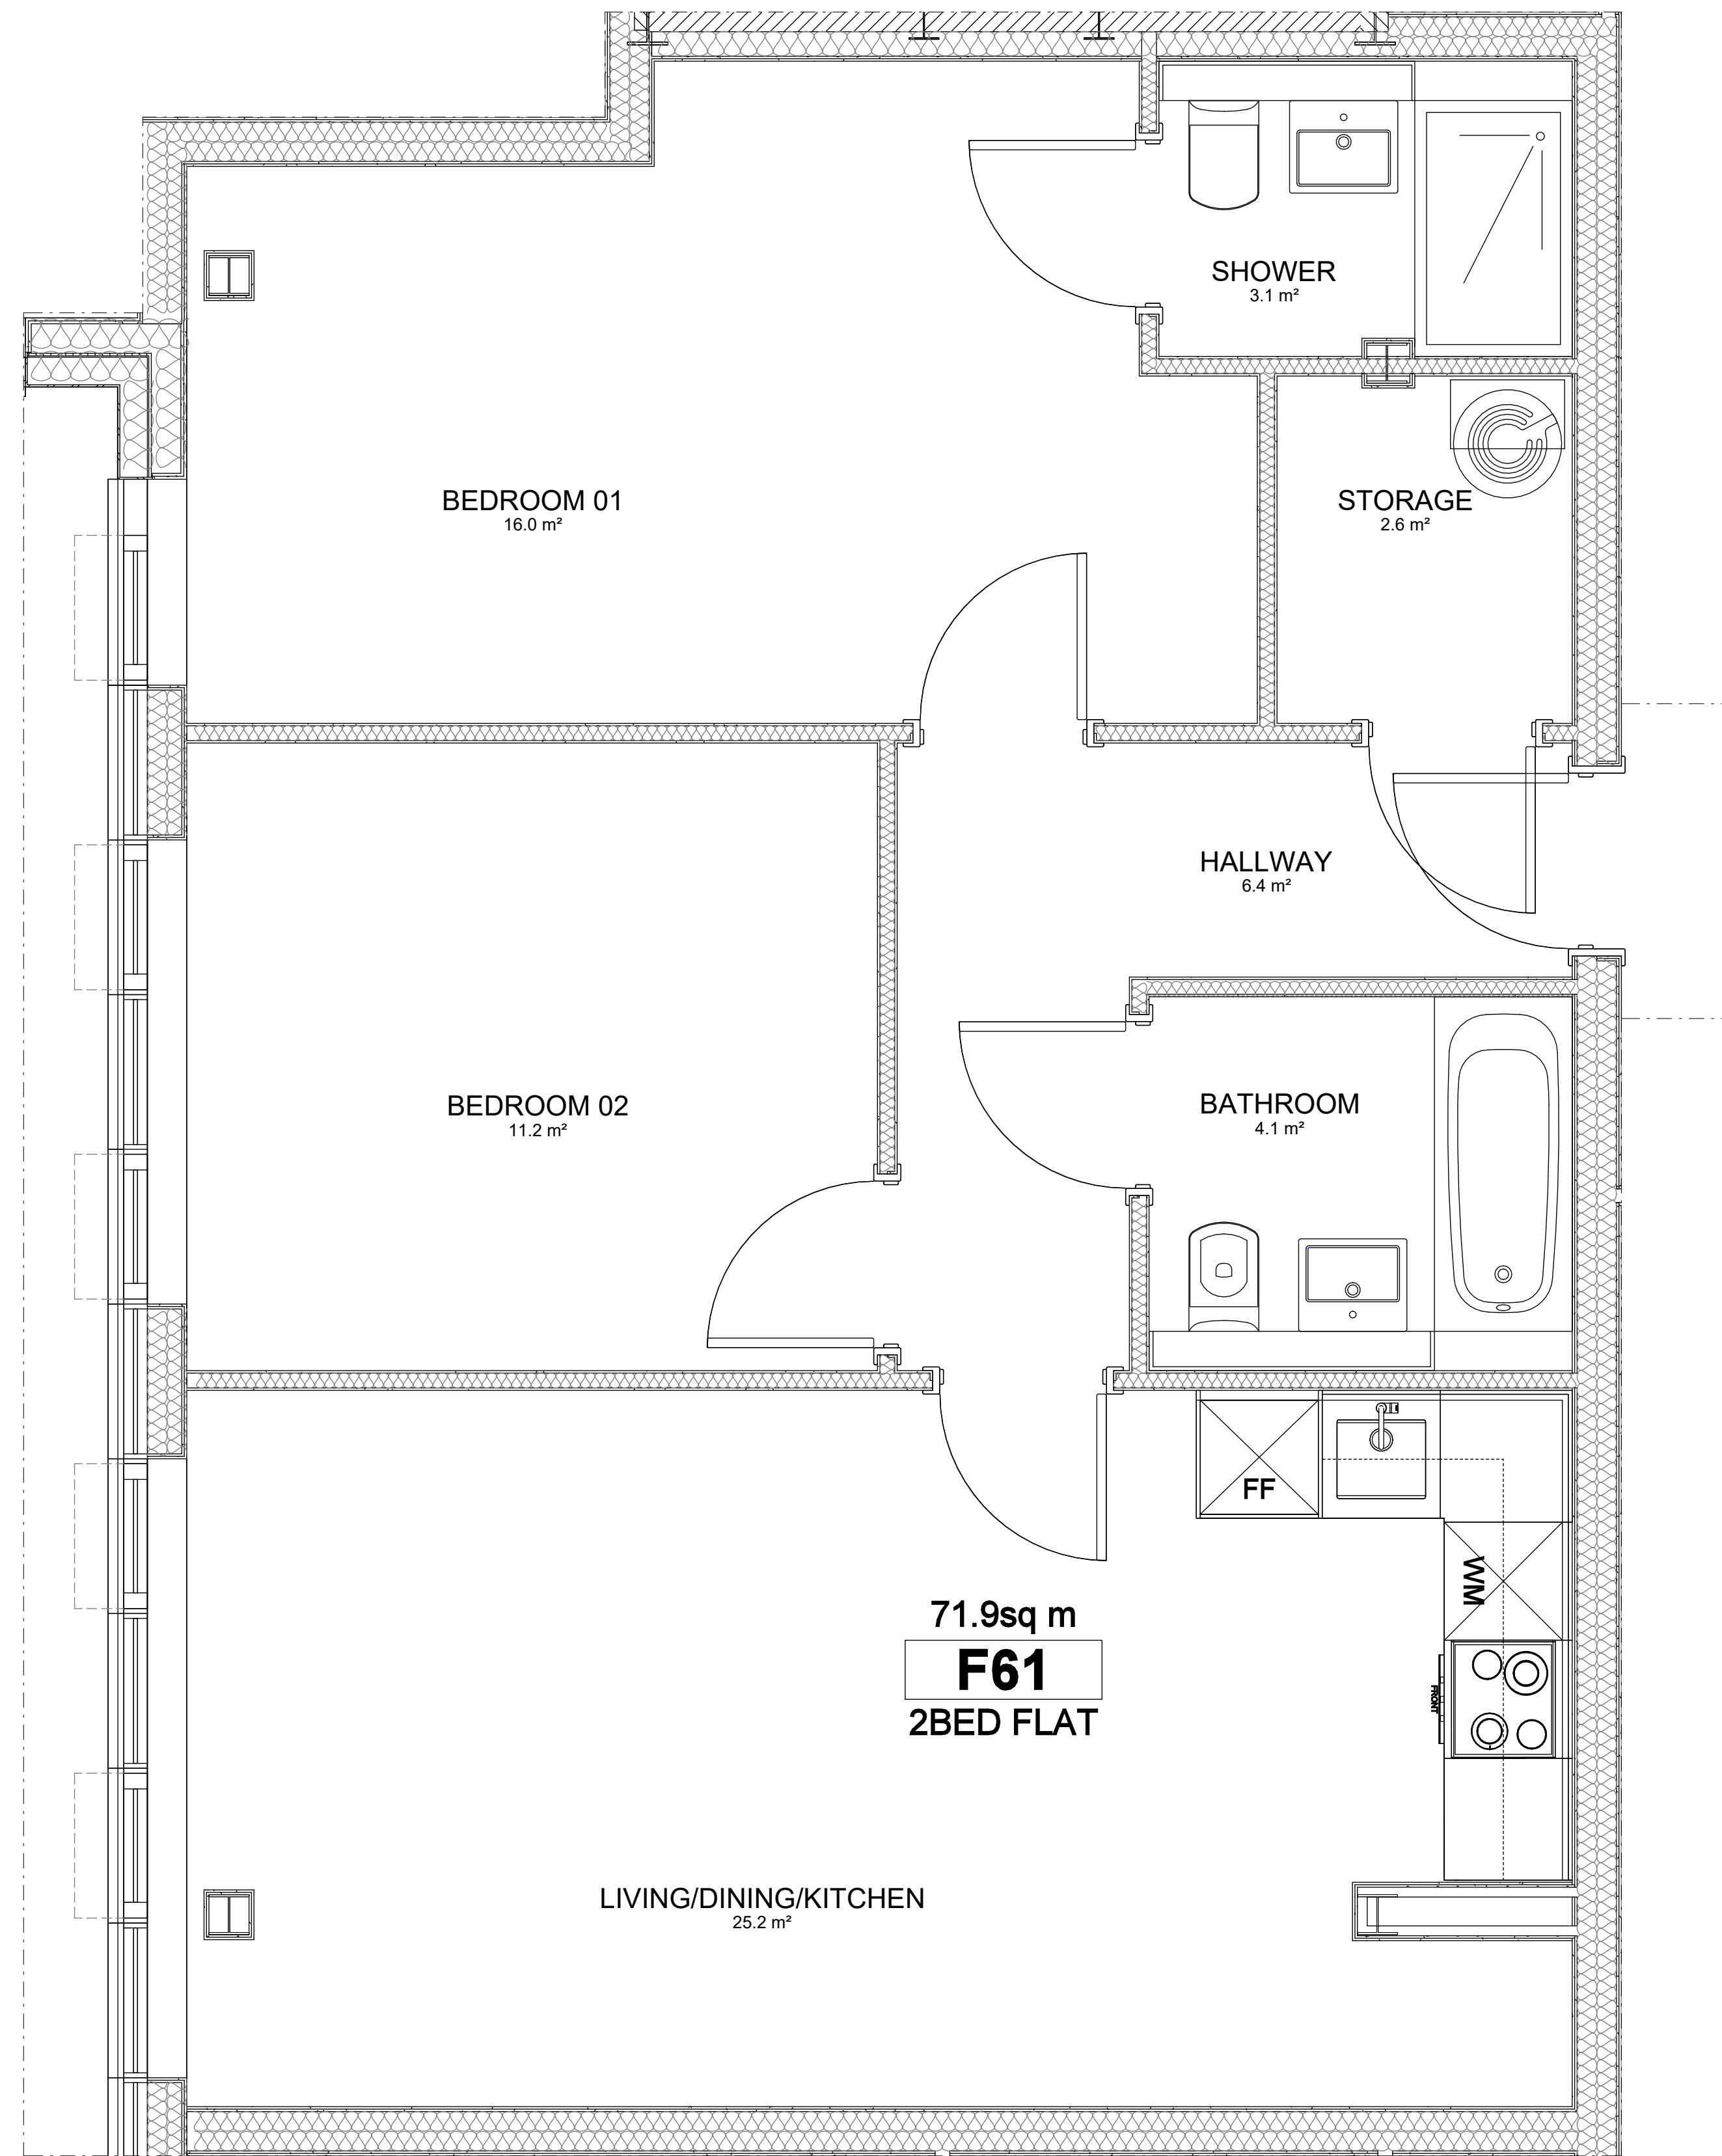 SHOWER
3.1 m²
BEDROOM 01
16.0 m²
STORAGE
2.6 m²
HALLWAY
6.4 m²
BEDROOM 02
11.2 m²
BATHROOM
4.1 m²
FF
WM
71.9sq m
F61
2BED FLAT
FRONT
LIVING/DINING/KITCHEN
25.2 m²